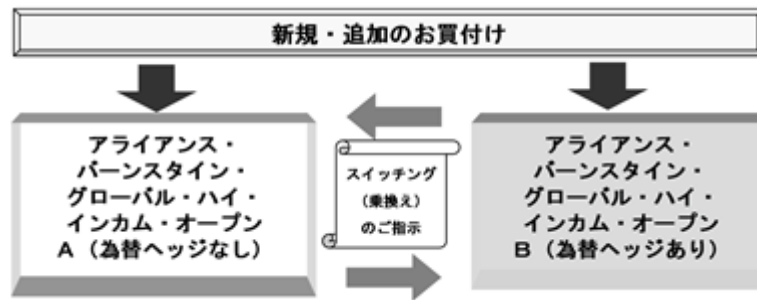 新規・追加のお買付け
アライアンス・
バーンスタイン・
グローバル・ハイ・
インカム・オープン
A（為替ヘッジなし）
スイッチング
（乗換え）
のご指示
アライアンス・
バーンスタイン・
グローバル・ハイ・
インカム・オープン
B（為替ヘッジあり）